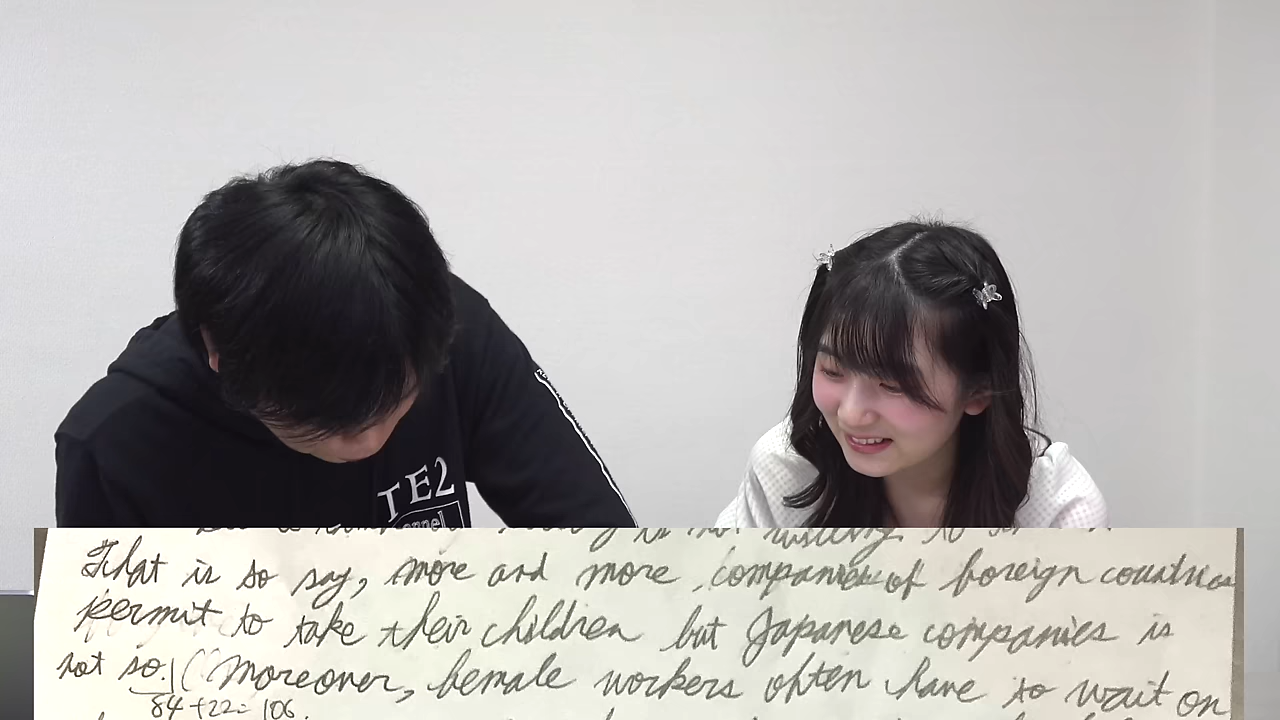 TE2
That is so say, more and more companies of foreign countries
permit to take their children but Japanese companies is
not so. (Moreover, female workers often have to wait on
84+22=106